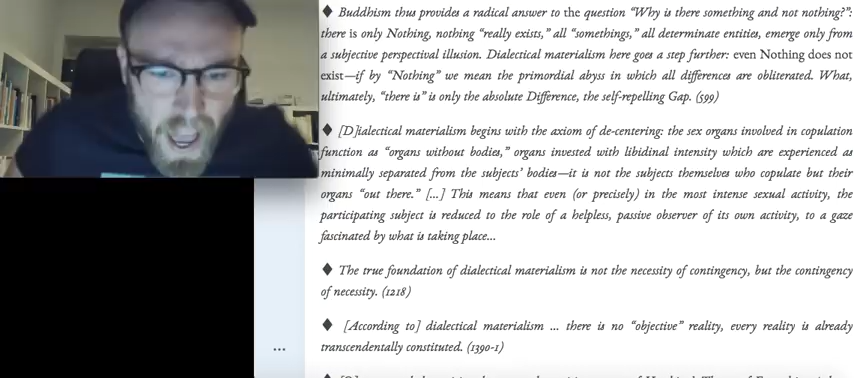 ♦ Buddhism thus provides a radical answer to the question “Why is there something and not nothing?”:
there is only Nothing, nothing “really exists,” all “somethings,” all determinate entities, emerge only from
a subjective perspectival illusion. Dialectical materialism here goes a step further: even Nothing does not
exist—if by “Nothing” we mean the primordial abyss in which all differences are obliterated. What,
ultimately, “there is” is only the absolute Difference, the self-repelling Gap. (599)
♦ [D]ialectical materialism begins with the axiom of de-centering: the sex organs involved in copulation
function as “organs without bodies,” organs invested with libidinal intensity which are experienced as
minimally separated from the subjects’ bodies—it is not the subjects themselves who copulate but their
organs “out there.” [...] This means that even (or precisely) in the most intense sexual activity, the
participating subject is reduced to the role of a helpless, passive observer of its own activity, to a gaze
fascinated by what is taking place...
♦ The true foundation of dialectical materialism is not the necessity of contingency, but the contingency
of necessity. (1218)
♦ [According to] dialectical materialism ... there is no “objective” reality, every reality is already
transcendentally constituted. (1390-1)